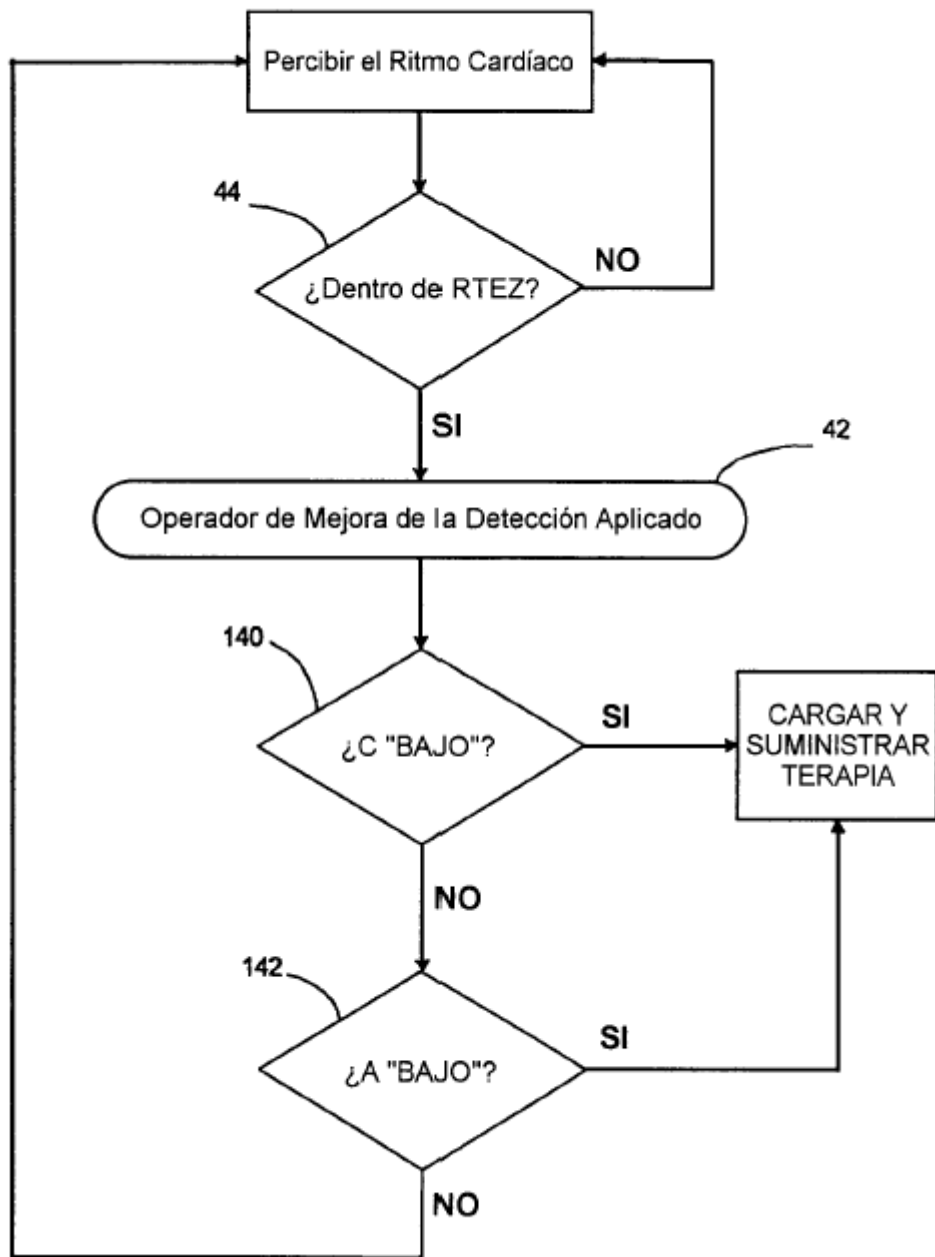 Percibir el Ritmo Cardíaco
44
¿Dentro de RTEZ?
NO
SI
42
Operador de Mejora de la Detección Aplicado
140
¿C "BAJO"?
SI
CARGAR Y
SUMINISTRAR
TERAPIA
NO
142
¿A "BAJO"?
SI
NO